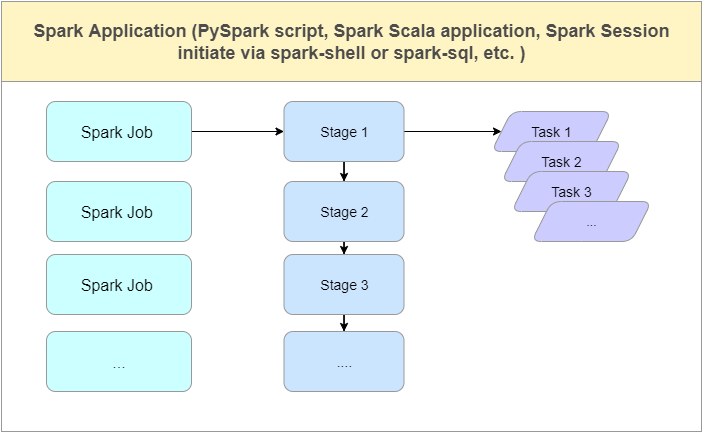 Spark Application (PySpark script, Spark Scala application, Spark Session
initiate via spark-shell or spark-sql, etc. )
Spark Job
Stage 1
Task 1
Task 2
Task 3
...
Spark Job
Stage 2
Spark Job
Stage 3
...
....